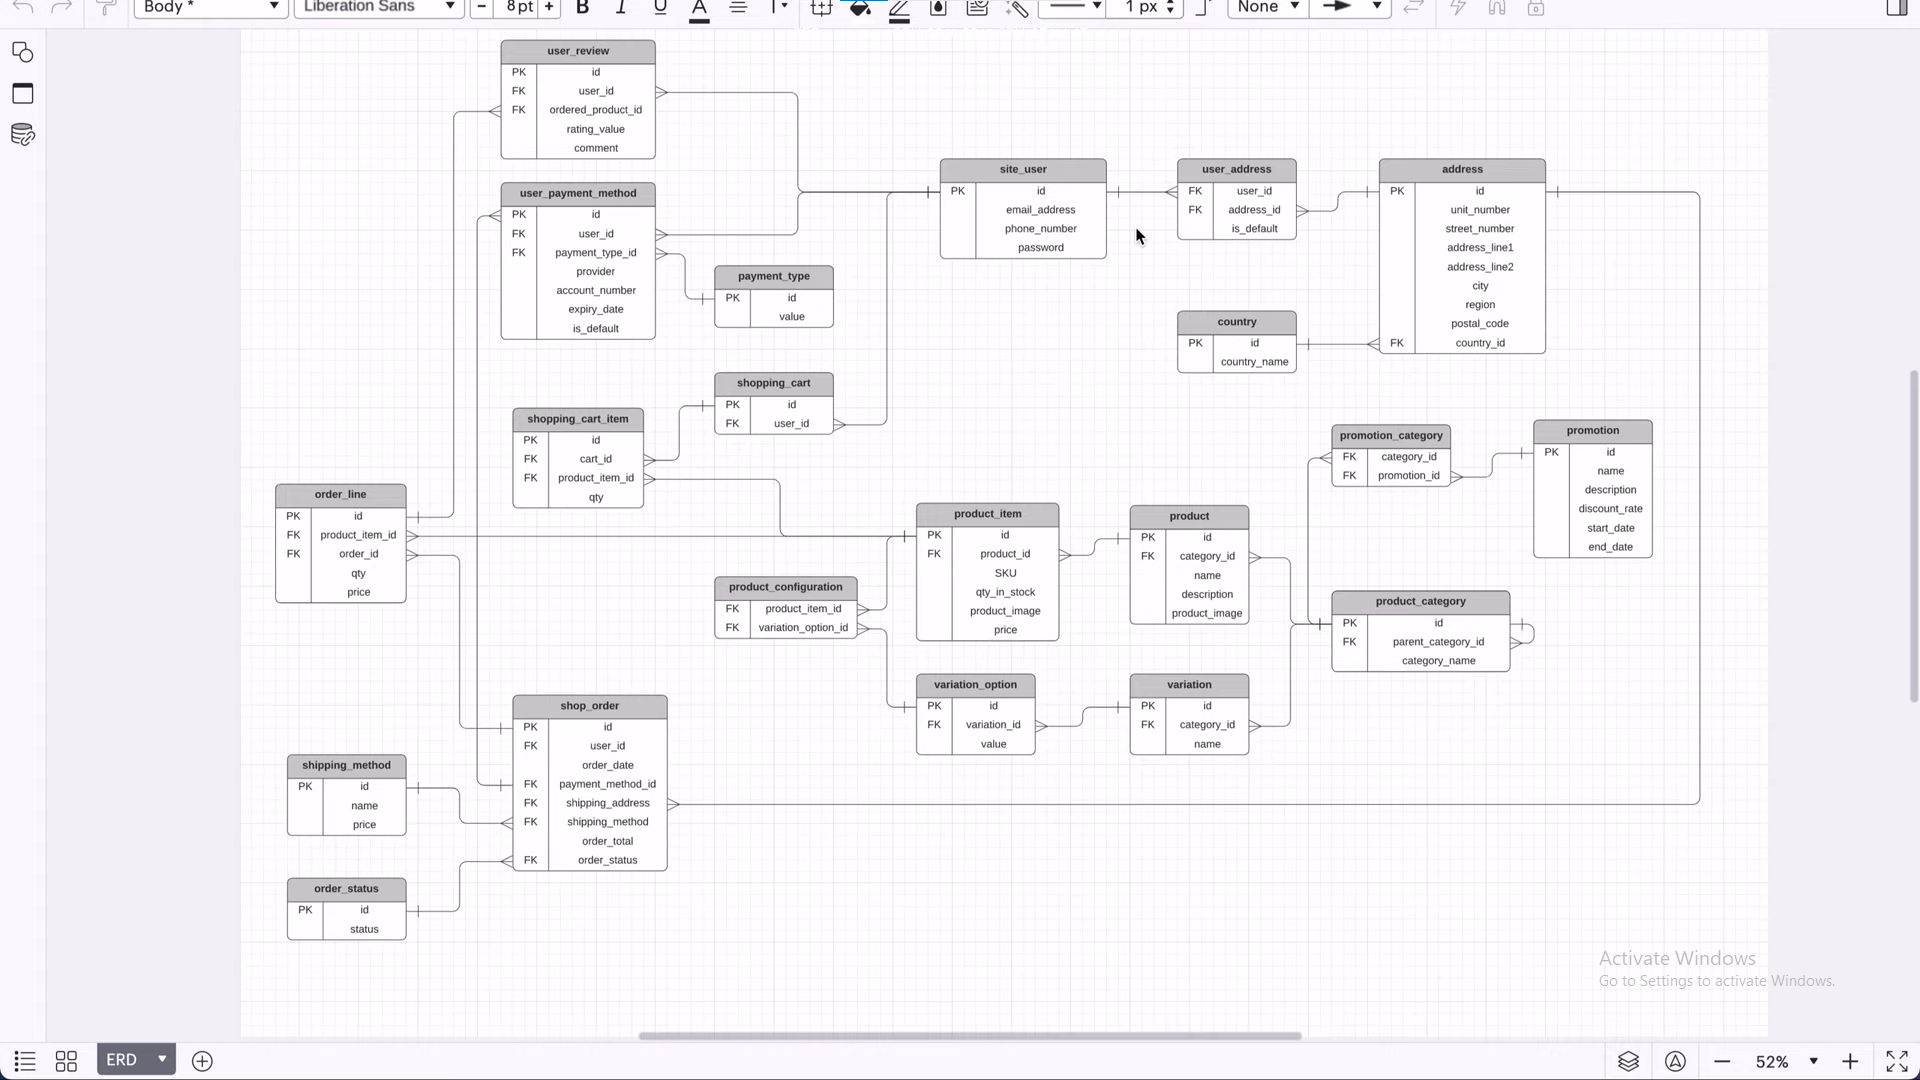 Body *
Liberation Sans
8 pt
B
I
U
A
T
1 px
None
user_review
PK id
FK user_id
FK ordered_product_id
rating_value
comment
user_payment_method
PK id
FK user_id
FK payment_type_id
provider
account_number
expiry_date
is_default
payment_type
PK id
value
site_user
PK id
email_address
phone_number
password
user_address
FK user_id
FK address_id
is_default
address
PK id
unit_number
street_number
address_line1
address_line2
city
region
postal_code
FK country_id
country
PK id
country_name
shopping_cart
PK id
FK user_id
shopping_cart_item
PK id
FK cart_id
FK product_item_id
qty
promotion_category
FK category_id
FK promotion_id
promotion
PK id
name
description
discount_rate
start_date
end_date
order_line
PK id
FK product_item_id
FK order_id
qty
price
product_item
PK id
FK product_id
SKU
qty_in_stock
product_image
price
product
PK id
FK category_id
name
description
product_image
product_configuration
FK product_item_id
FK variation_option_id
product_category
PK id
FK parent_category_id
category_name
variation_option
PK id
FK variation_id
value
variation
PK id
FK category_id
name
shop_order
PK id
FK user_id
order_date
FK payment_method_id
FK shipping_address
FK shipping_method
order_total
FK order_status
shipping_method
PK id
name
price
order_status
PK id
status
Activate Windows
Go to Settings to activate Windows.
ERD
52%